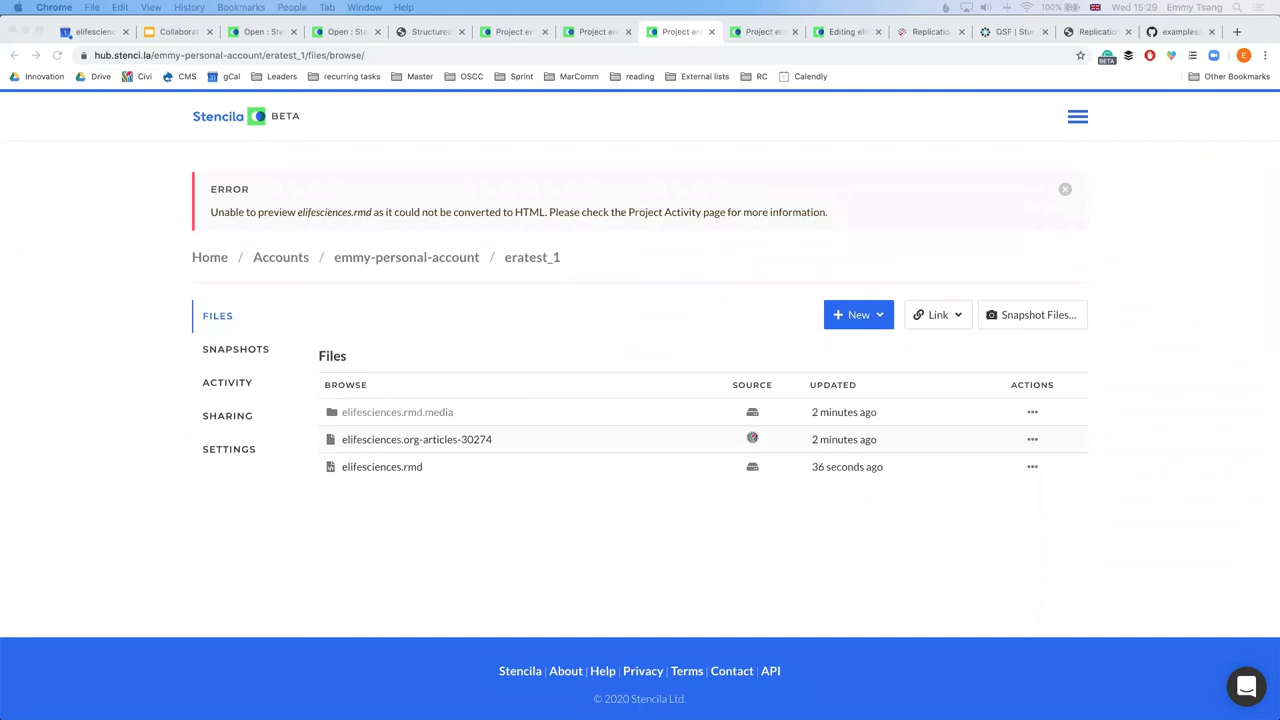 Chrome File Edit View History Bookmarks People Tab Window Help 100% Wed 15:29 Emmy Tsang
elifescienc Collaborat Open : Ste Open : Ste Structured Project er Project era Project er Project era Editing elif Replicatio OSF | Stu Replicatio examples/
hub.stenci.la/emmy-personal-account/eratest_1/files/browse/ BETA E
Innovation Drive Civi CMS gCal Leaders recurring tasks Master OSCC Sprint MarComm reading External lists RC Calendly Other Bookmarks
Stencila BETA
ERROR
Unable to preview elifesciences.rmd as it could not be converted to HTML. Please check the Project Activity page for more information.
Home / Accounts / emmy-personal-account / eratest_1
FILES
SNAPSHOTS
ACTIVITY
SHARING
SETTINGS
+ New Link Snapshot Files...
Files
BROWSE SOURCE UPDATED ACTIONS
elifesciences.rmd.media 2 minutes ago
elifesciences.org-articles-30274 2 minutes ago
elifesciences.rmd 36 seconds ago
Stencila | About | Help | Privacy | Terms | Contact | API
© 2020 Stencila Ltd.